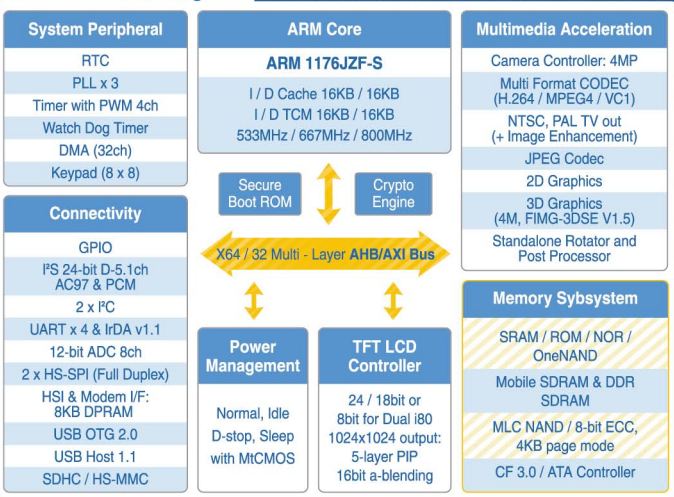 System Peripheral
RTC
PLL x 3
Timer with PWM 4ch
Watch Dog Timer
DMA (32ch)
Keypad (8 x 8)
Connectivity
GPIO
I²S 24-bit D-5.1ch
AC97 & PCM
2 x I²C
UART x 4 & IrDA v1.1
12-bit ADC 8ch
2 x HS-SPI (Full Duplex)
HSI & Modem I/F:
8KB DPRAM
USB OTG 2.0
USB Host 1.1
SDHC / HS-MMC
ARM Core
ARM 1176JZF-S
I / D Cache 16KB / 16KB
I / D TCM 16KB / 16KB
533MHz / 667MHz / 800MHz
Secure
Boot ROM
Crypto
Engine
X64 / 32 Multi - Layer AHB/AXI Bus
Power
Management
Normal, Idle
D-stop, Sleep
with MtCMOS
TFT LCD
Controller
24 / 18bit or
8bit for Dual i80
1024x1024 output:
5-layer PIP
16bit a-blending
Multimedia Acceleration
Camera Controller: 4MP
Multi Format CODEC
(H.264 / MPEG4 / VC1)
NTSC, PAL TV out
(+ Image Enhancement)
JPEG Codec
2D Graphics
3D Graphics
(4M, FIMG-3DSE V1.5)
Standalone Rotator and
Post Processor
Memory Sybsystem
SRAM / ROM / NOR /
OneNAND
Mobile SDRAM & DDR
SDRAM
MLC NAND / 8-bit ECC,
4KB page mode
CF 3.0 / ATA Controller